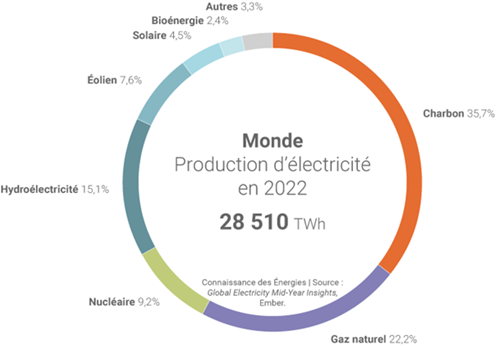 Autres 3,3%
Bioénergie 2,4%
Solaire 4,5%
Éolien 7,6%
Charbon 35,7%
Monde
Production d'électricité
en 2022
28 510 TWh
Hydroélectricité 15,1%
Connaissance des Énergies | Source :
Global Electricity Mid-Year Insights,
Ember.
Nucléaire 9,2%
Gaz naturel 22,2%